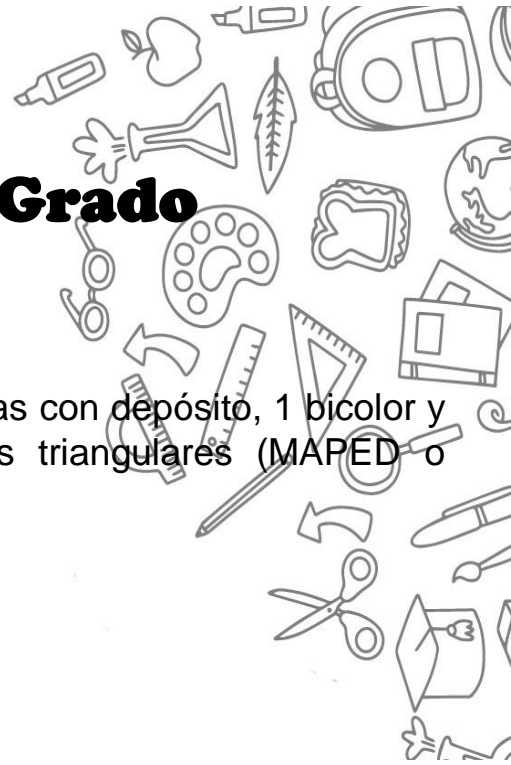 Grado
as con depósito, 1 bicolor y
s triangulares (MAPED o